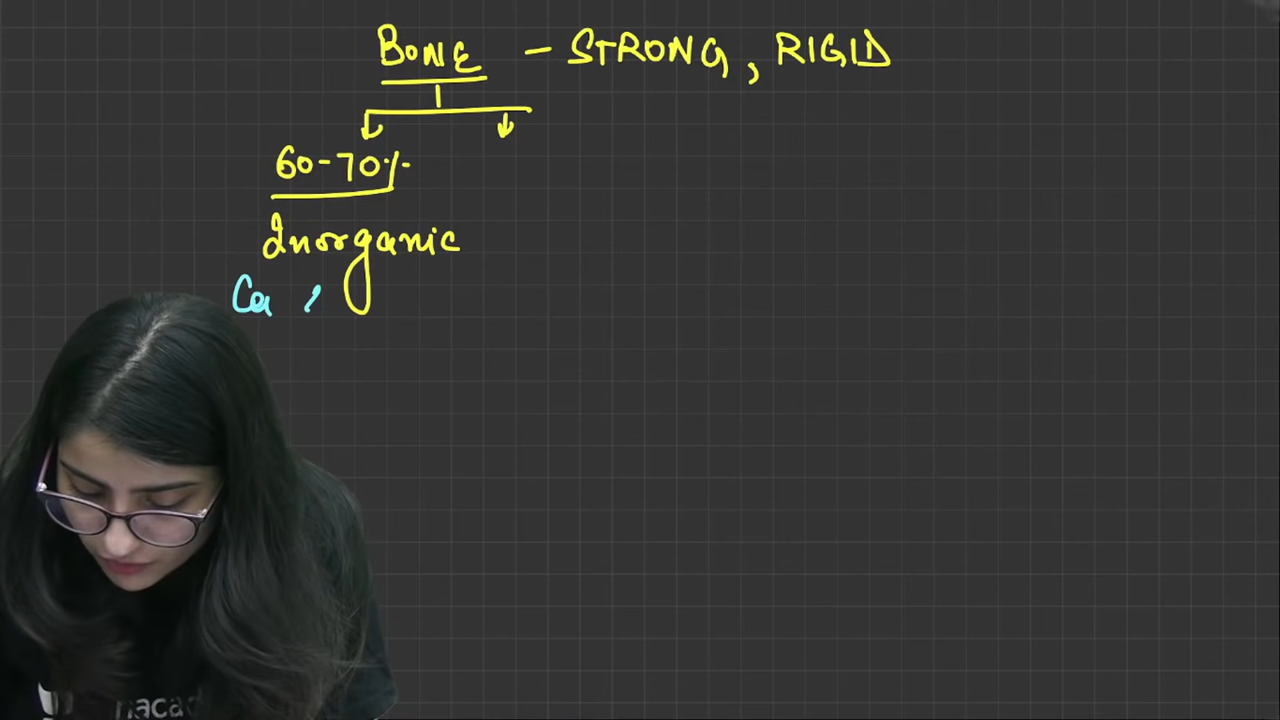 BONE - STRONG, RIGID
60-70%
Inorganic
Ca ,